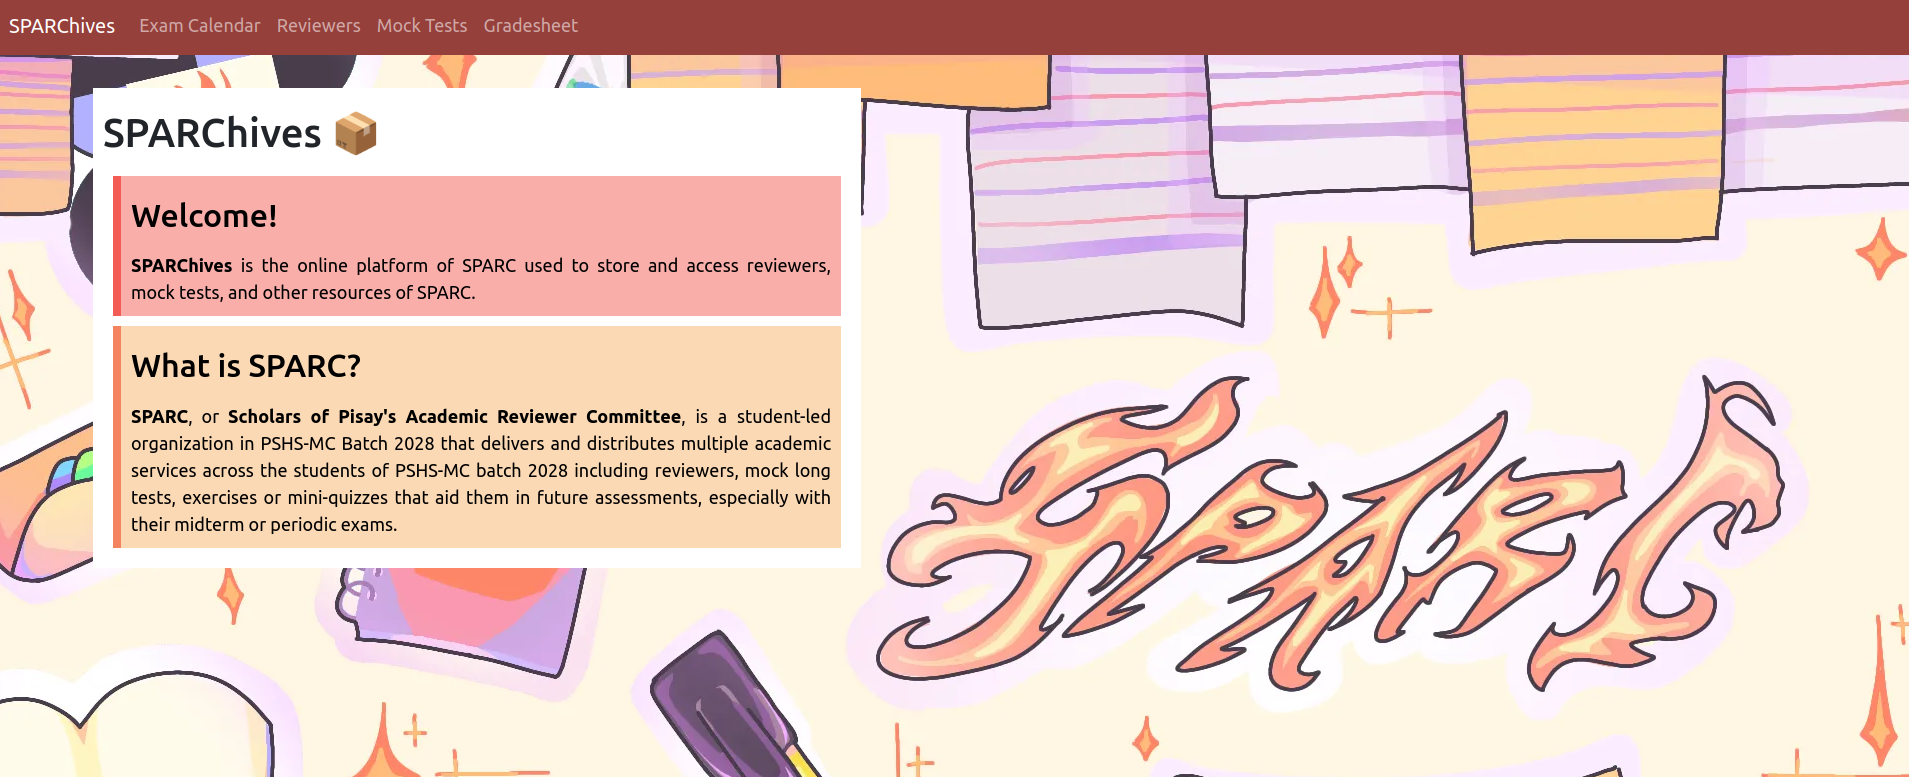 SPARChives Exam Calendar Reviewers Mock Tests Gradesheet
SPARChives 📦
Welcome!
SPARChives is the online platform of SPARC used to store and access reviewers,
mock tests, and other resources of SPARC.
What is SPARC?
SPARC, or Scholars of Pisay's Academic Reviewer Committee, is a student-led
organization in PSHS-MC Batch 2028 that delivers and distributes multiple academic
services across the students of PSHS-MC batch 2028 including reviewers, mock long
tests, exercises or mini-quizzes that aid them in future assessments, especially with
their midterm or periodic exams.
SPARC